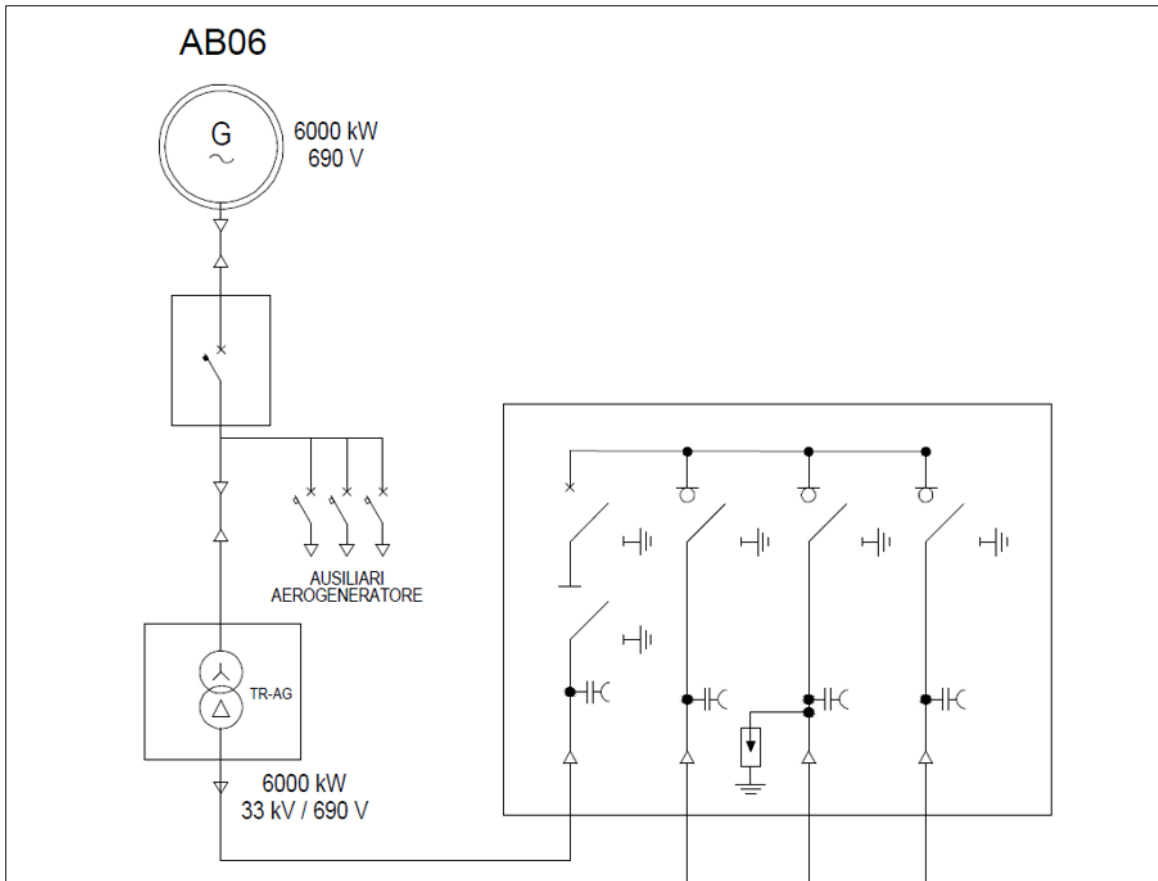 AB06
G
6000 kW
690 V
AUSILIARI
AEROGENERATORE
TR-AG
6000 kW
33 kV / 690 V